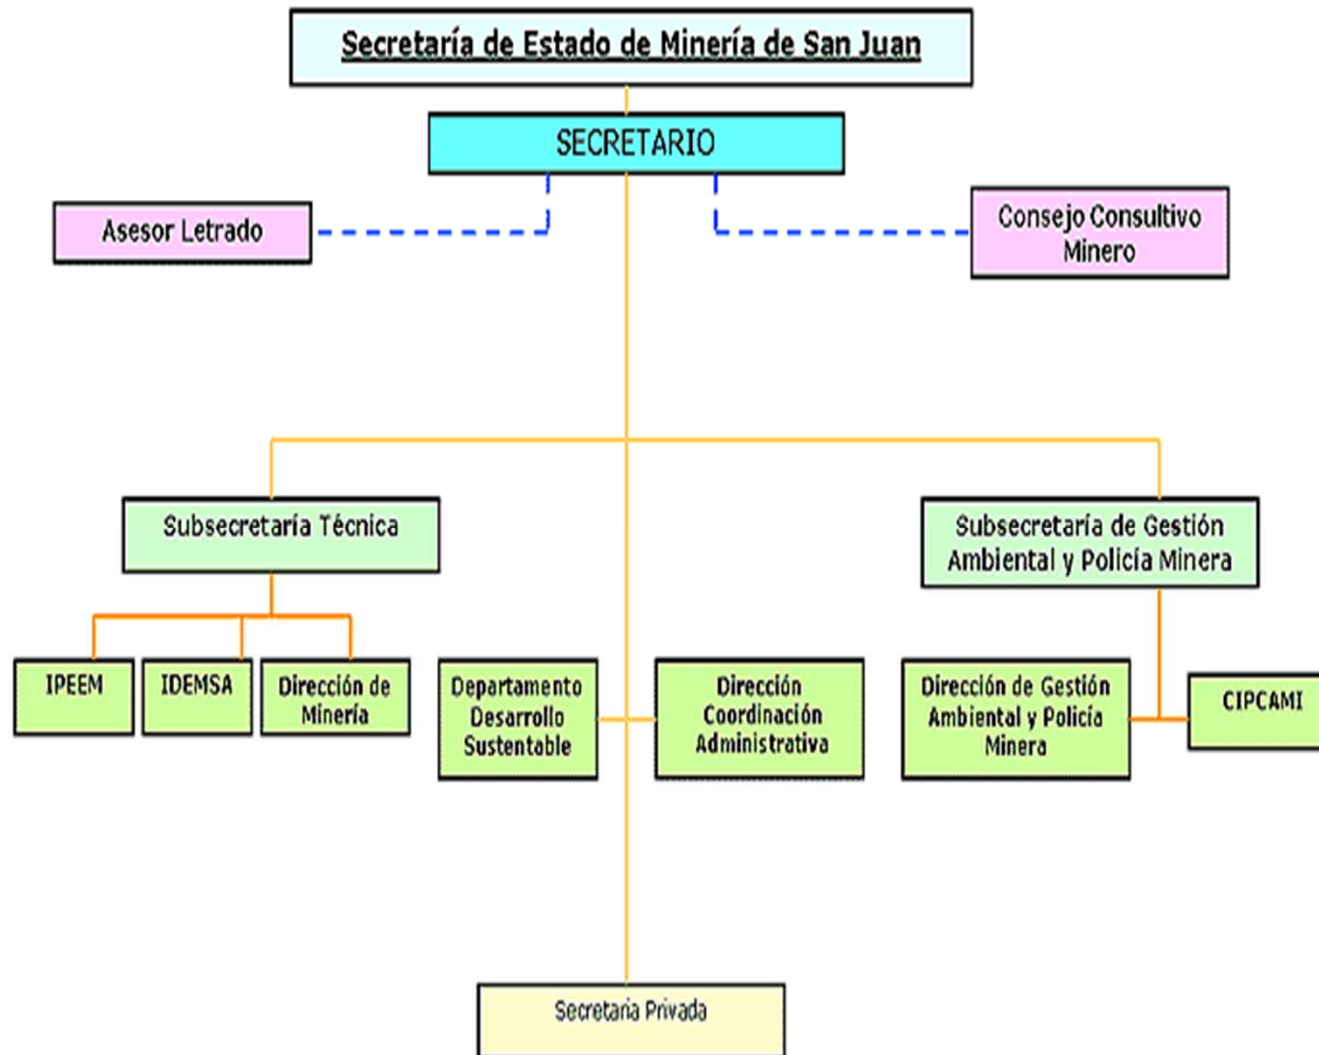 Secretaría de Estado de Minería de San Juan
SECRETARIO
Asesor Letrado
Consejo Consultivo
Minero
Subsecretaría Técnica
Subsecretaría de Gestión
Ambiental y Policía Minera
IPEEM
IDEMSA
Dirección de
Minería
Departamento
Desarrollo
Sustentable
Dirección
Coordinación
Administrativa
Dirección de Gestión
Ambiental y Policía
Minera
CIPCAMI
Secretaria Privada